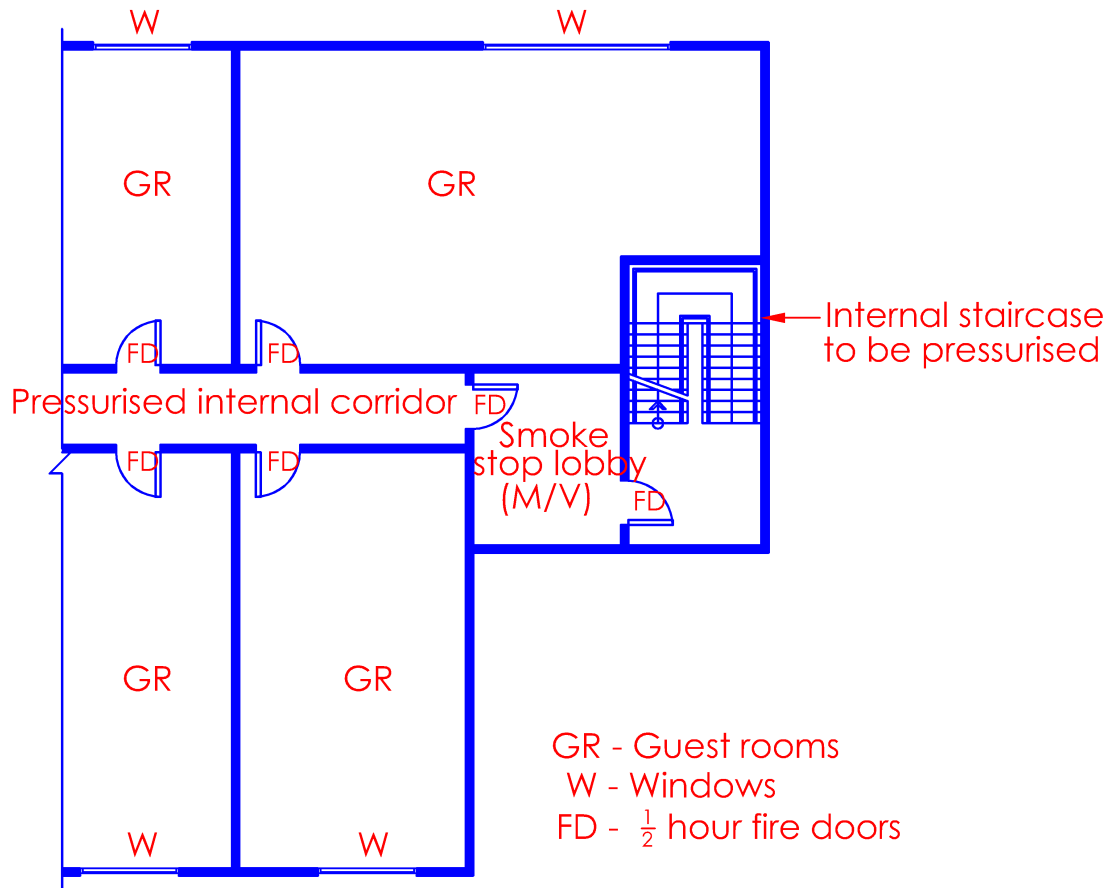 W
W
GR
GR
Internal staircase
to be pressurised
FD
FD
Pressurised internal corridor
FD
Smoke
stop lobby
(M/V)
FD
FD
FD
GR
GR
GR - Guest rooms
W - Windows
FD - 1/2 hour fire doors
W
W